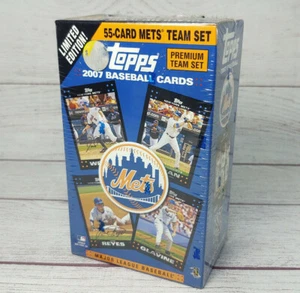 LIMITED EDITION!
55-CARD METS TEAM SET
TOPPS
PREMIUM
TEAM SET
2007 BASEBALL CARDS
Mets
REYES
GLAVINE
MAJOR LEAGUE BASEBALL